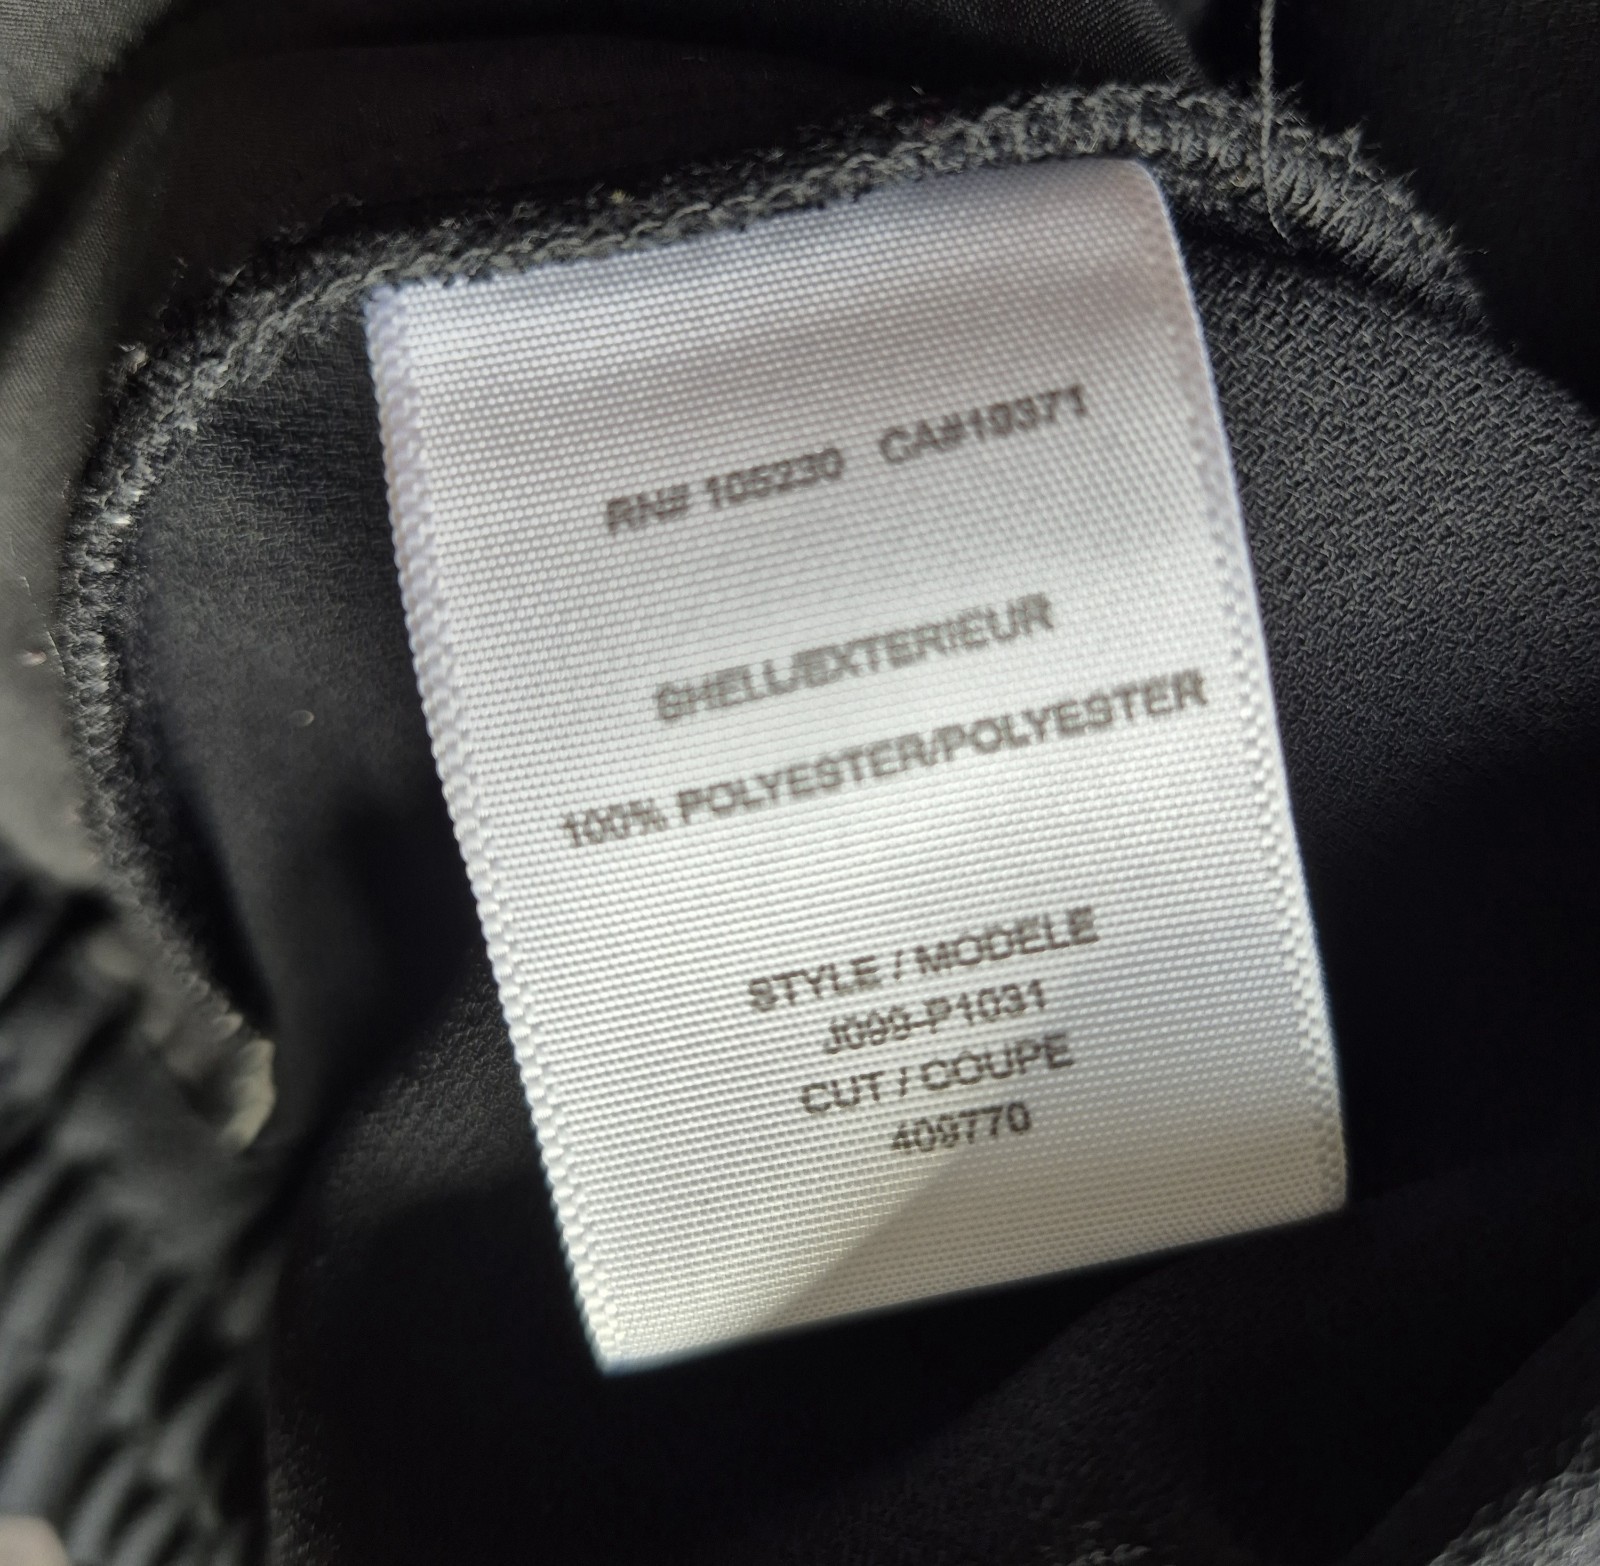 RN# 105230 CA#19371
SHELL/EXTERIEUR
100% POLYESTER/POLYESTER
STYLE / MODELE
J099-P1031
CUT / COUPE
409770